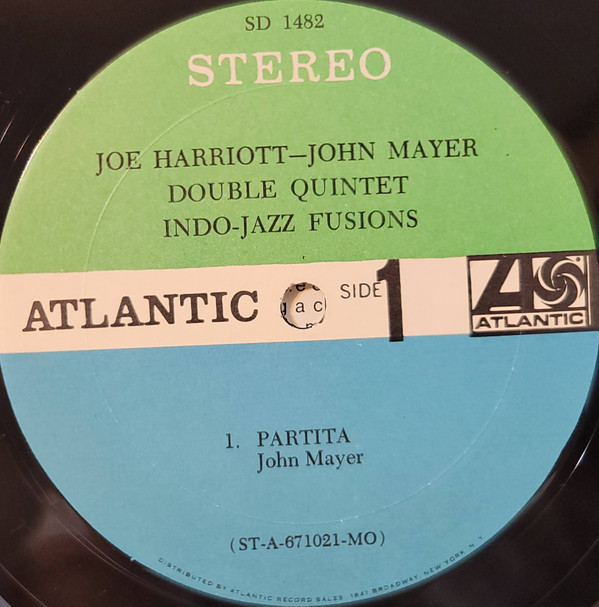 SD 1482
STEREO
JOE HARRIOTT—JOHN MAYER
DOUBLE QUINTET
INDO-JAZZ FUSIONS
ATLANTIC
SIDE 1
ATLANTIC
1. PARTITA
John Mayer
(ST-A-671021-MO)
DISTRIBUTED BY ATLANTIC RECORD SALES, 1841 BROADWAY, NEW YORK, N.Y.